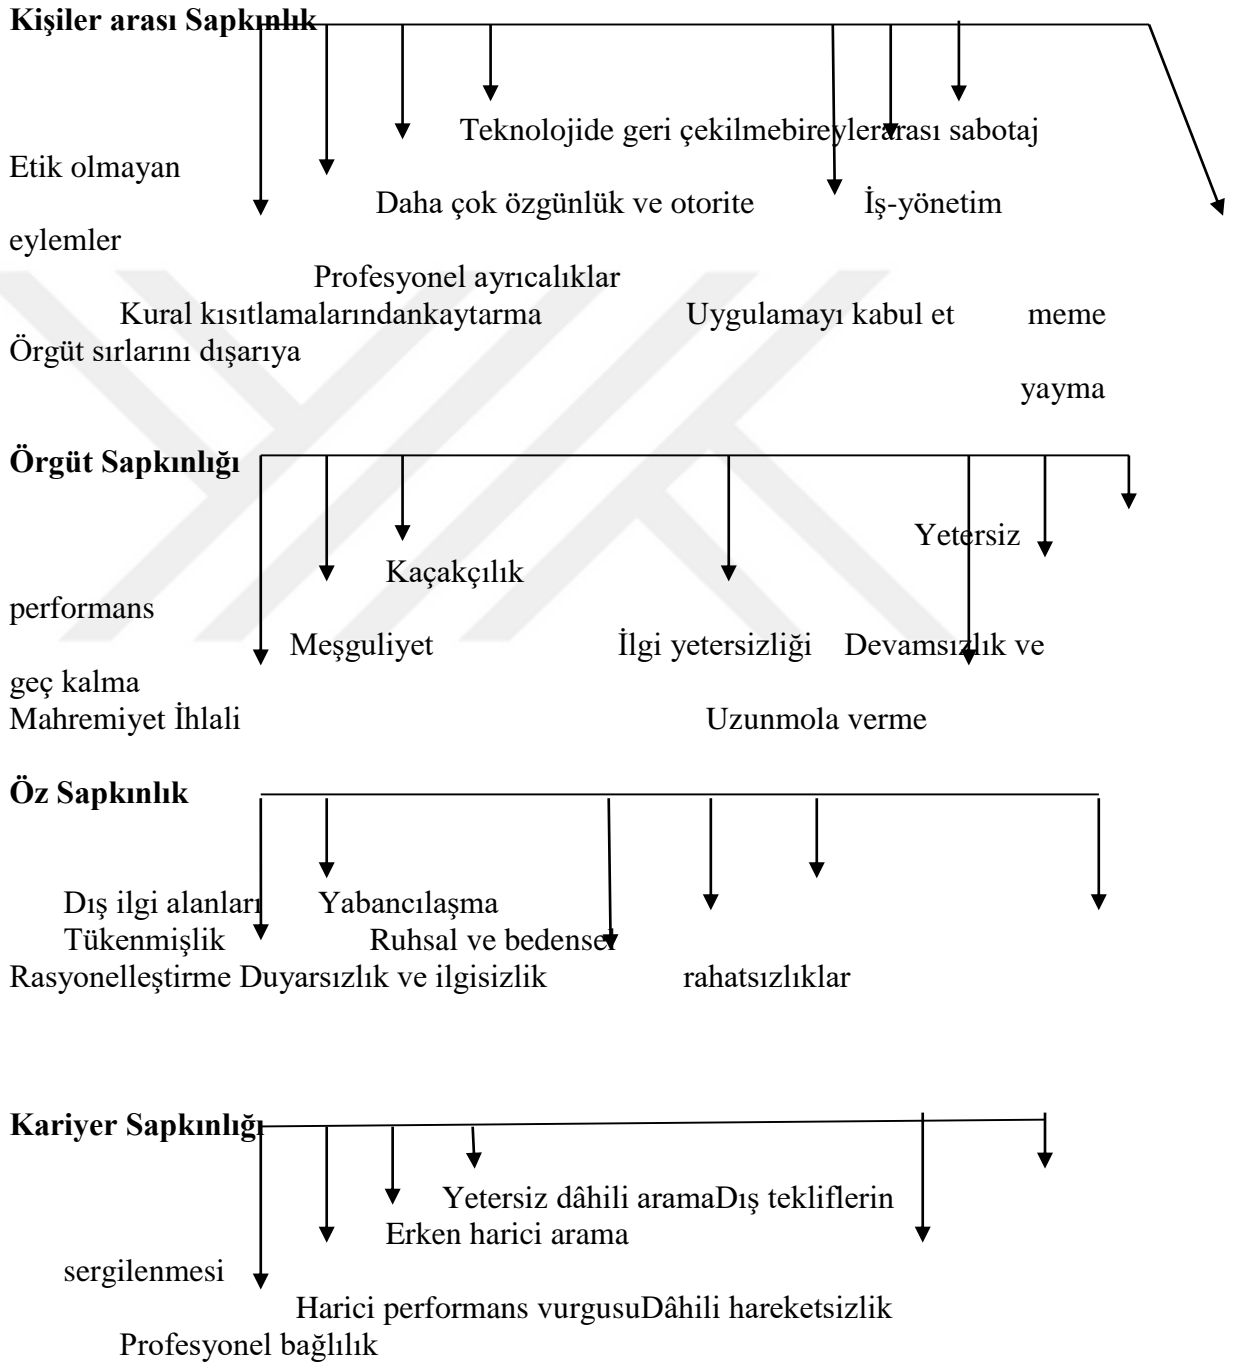 Kişiler arası Sapkınlık
Teknolojide geri çekilmebireylerarası sabotaj
Etik olmayan
Daha çok özgünlük ve otorite İş-yönetim
eylemler
Profesyonel ayrıcalıklar
Kural kısıtlamalarındankaytarma Uygulamayı kabul et meme
Örgüt sırlarını dışarıya
yayma
Örgüt Sapkınlığı
Yetersiz
Kaçakçılık
performans
Meşguliyet İlgi yetersizliği Devamsızlık ve
geç kalma
Mahremiyet İhlali Uzunmola verme
Öz Sapkınlık
Dış ilgi alanları Yabancılaşma
Tükenmişlik Ruhsal ve bedensel
Rasyonelleştirme Duyarsızlık ve ilgisizlik rahatsızlıklar
Kariyer Sapkınlığı
Yetersiz dâhili aramaDış tekliflerin
Erken harici arama
sergilenmesi
Harici performans vurgusuDâhili hareketsizlik
Profesyonel bağlılık